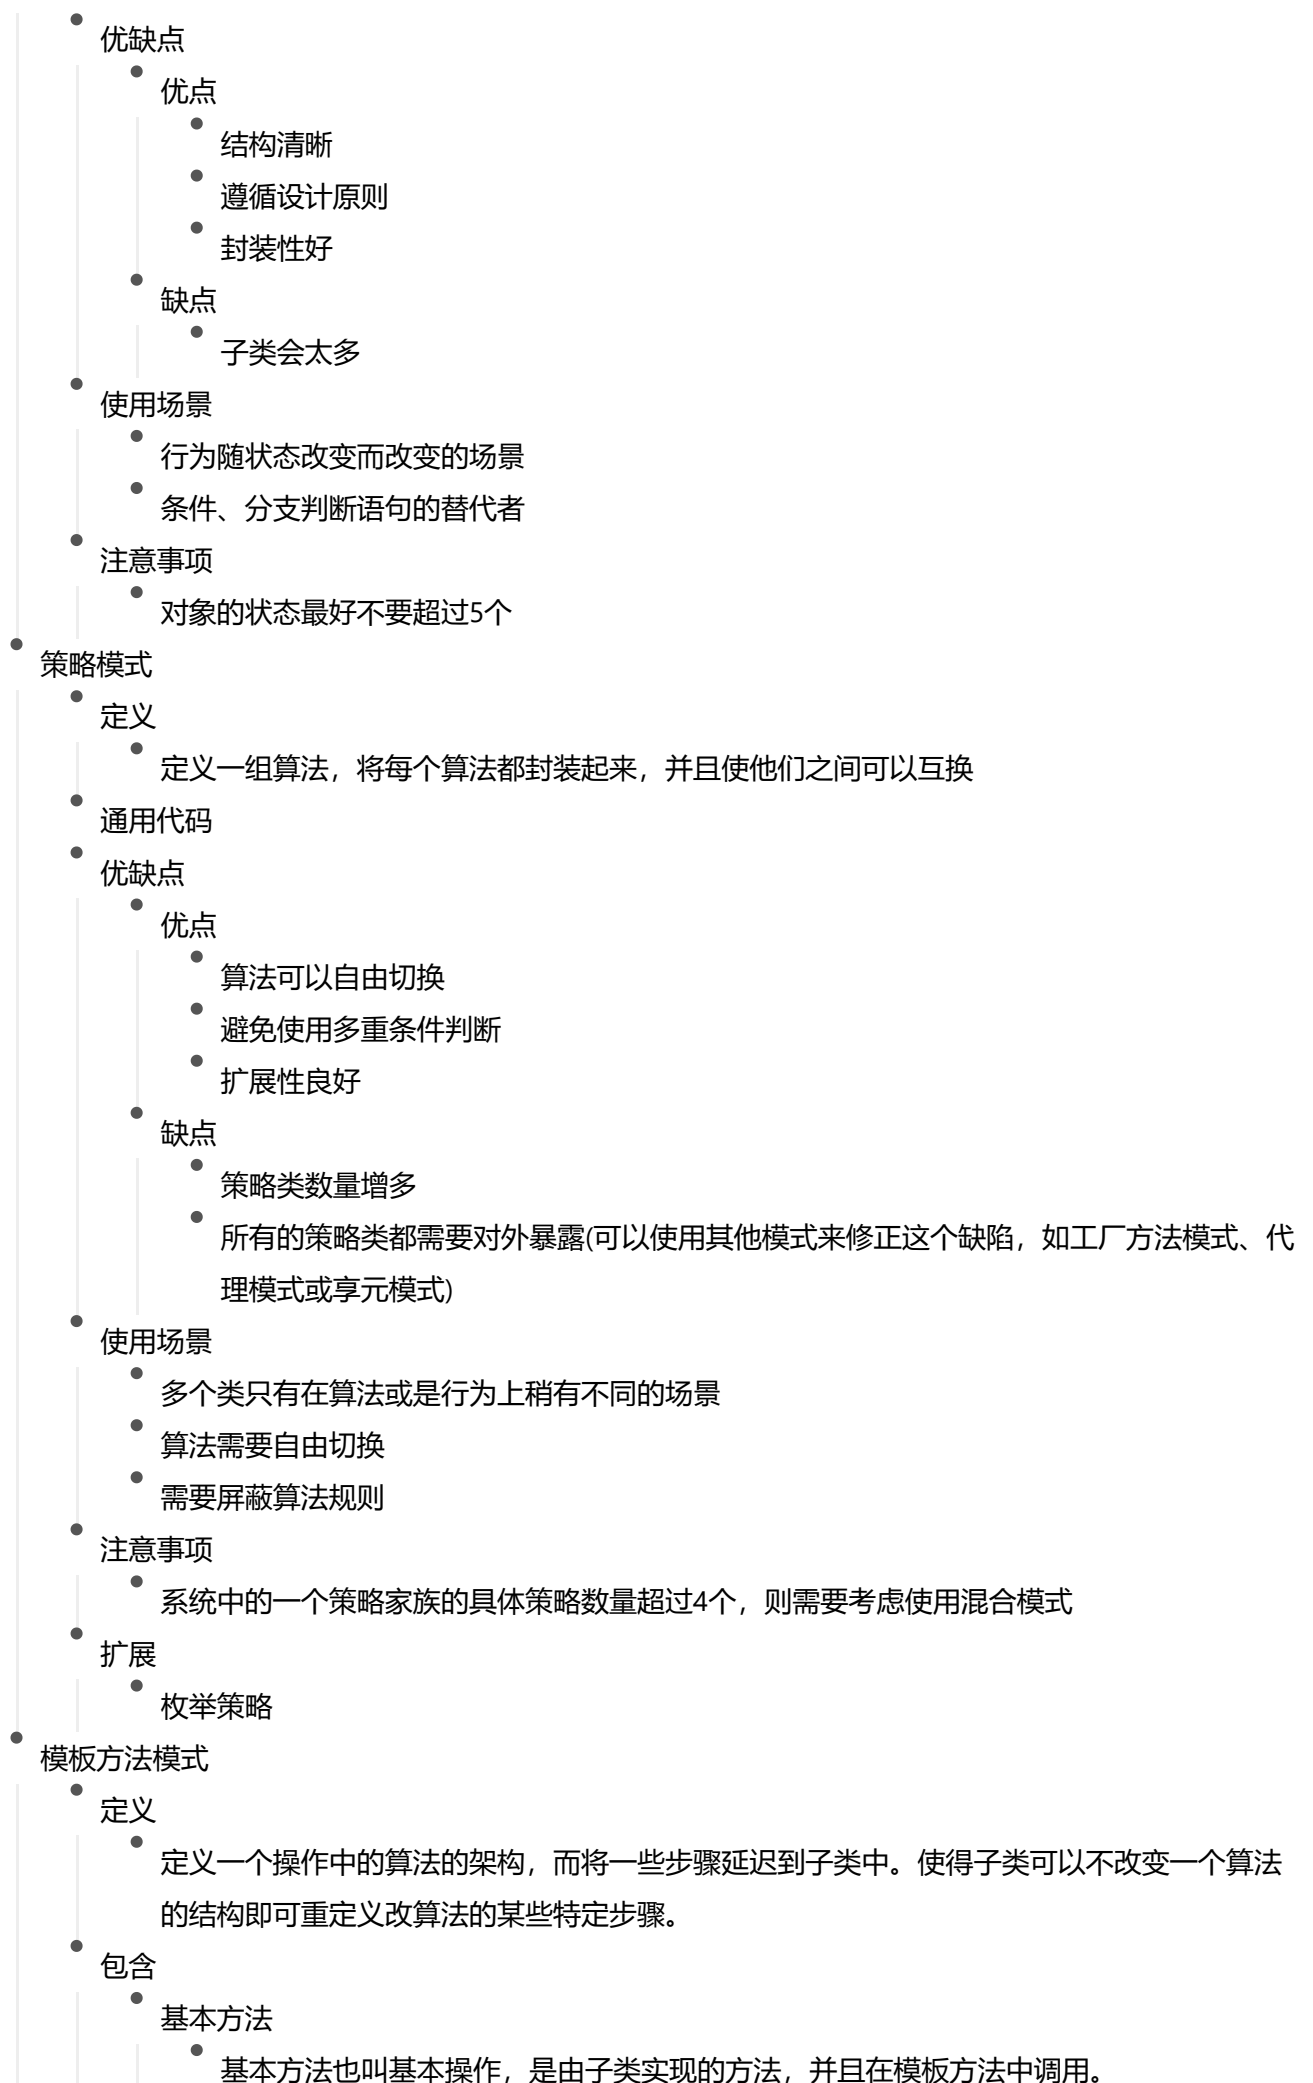 优缺点
优点
结构清晰
遵循设计原则
封装性好
缺点
子类会太多
使用场景
行为随状态改变而改变的场景
条件、分支判断语句的替代者
注意事项
对象的状态最好不要超过5个
策略模式
定义
定义一组算法，将每个算法都封装起来，并且使他们之间可以互换
通用代码
优缺点
优点
算法可以自由切换
避免使用多重条件判断
扩展性良好
缺点
策略类数量增多
所有的策略类都需要对外暴露(可以使用其他模式来修正这个缺陷，如工厂方法模式、代
理模式或享元模式)
使用场景
多个类只有在算法或是行为上稍有不同的场景
算法需要自由切换
需要屏蔽算法规则
注意事项
系统中的一个策略家族的具体策略数量超过4个，则需要考虑使用混合模式
扩展
枚举策略
模板方法模式
定义
定义一个操作中的算法的架构，而将一些步骤延迟到子类中。使得子类可以不改变一个算法
的结构即可重定义改算法的某些特定步骤。
包含
基本方法
基本方法也叫基本操作，是由子类实现的方法，并且在模板方法中调用。